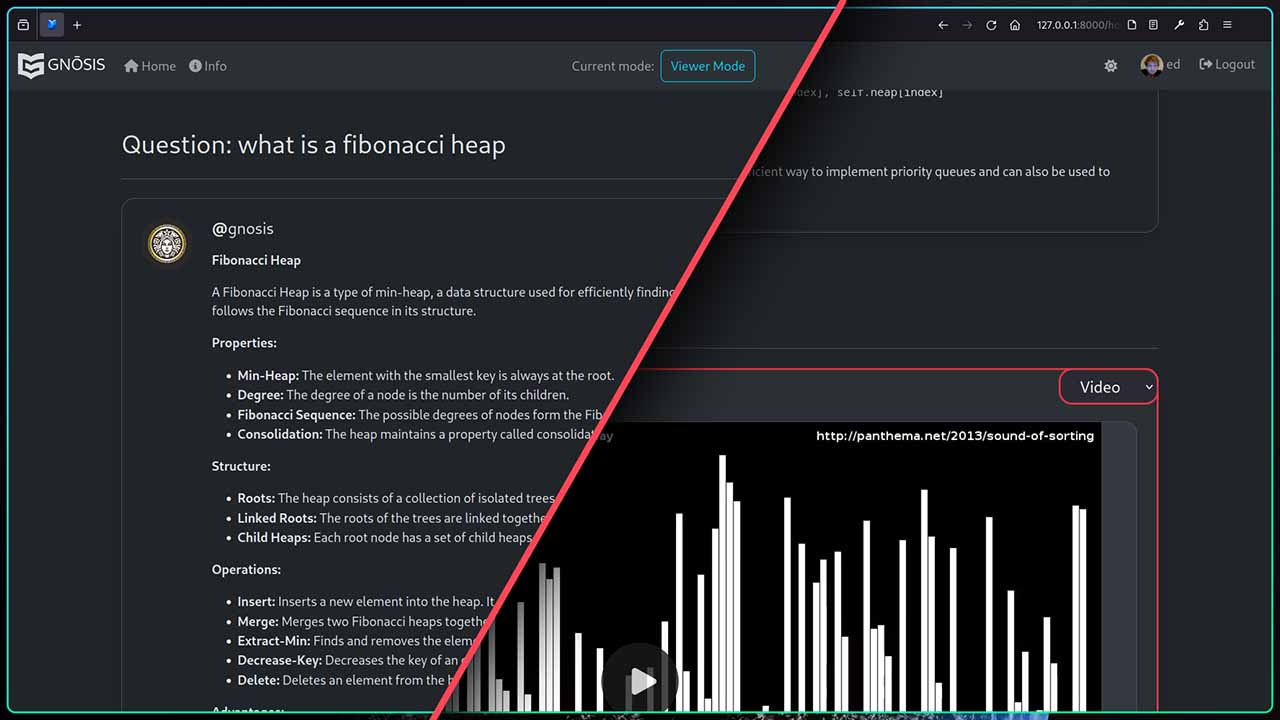 127.0.0.1:8000/h
GNŌSIS
Home
Info
Current mode:
Viewer Mode
ed
Logout
Question: what is a fibonacci heap
@gnosis
Fibonacci Heap
A Fibonacci Heap is a type of min-heap, a data structure used for efficiently finding
follows the Fibonacci sequence in its structure.
Properties:
• Min-Heap: The element with the smallest key is always at the root.
• Degree: The degree of a node is the number of its children.
• Fibonacci Sequence: The possible degrees of nodes form the Fib
• Consolidation: The heap maintains a property called consolidat
Structure:
• Roots: The heap consists of a collection of isolated trees
• Linked Roots: The roots of the trees are linked togethe
• Child Heaps: Each root node has a set of child heaps
Operations:
• Insert: Inserts a new element into the heap. It
• Merge: Merges two Fibonacci heaps togethe
• Extract-Min: Finds and removes the elem
• Decrease-Key: Decreases the key of an
• Delete: Deletes an element from the h
Advantages:
dex], self.heap[index]
icient way to implement priority queues and can also be used to
Video
ay
http://panthema.net/2013/sound-of-sorting